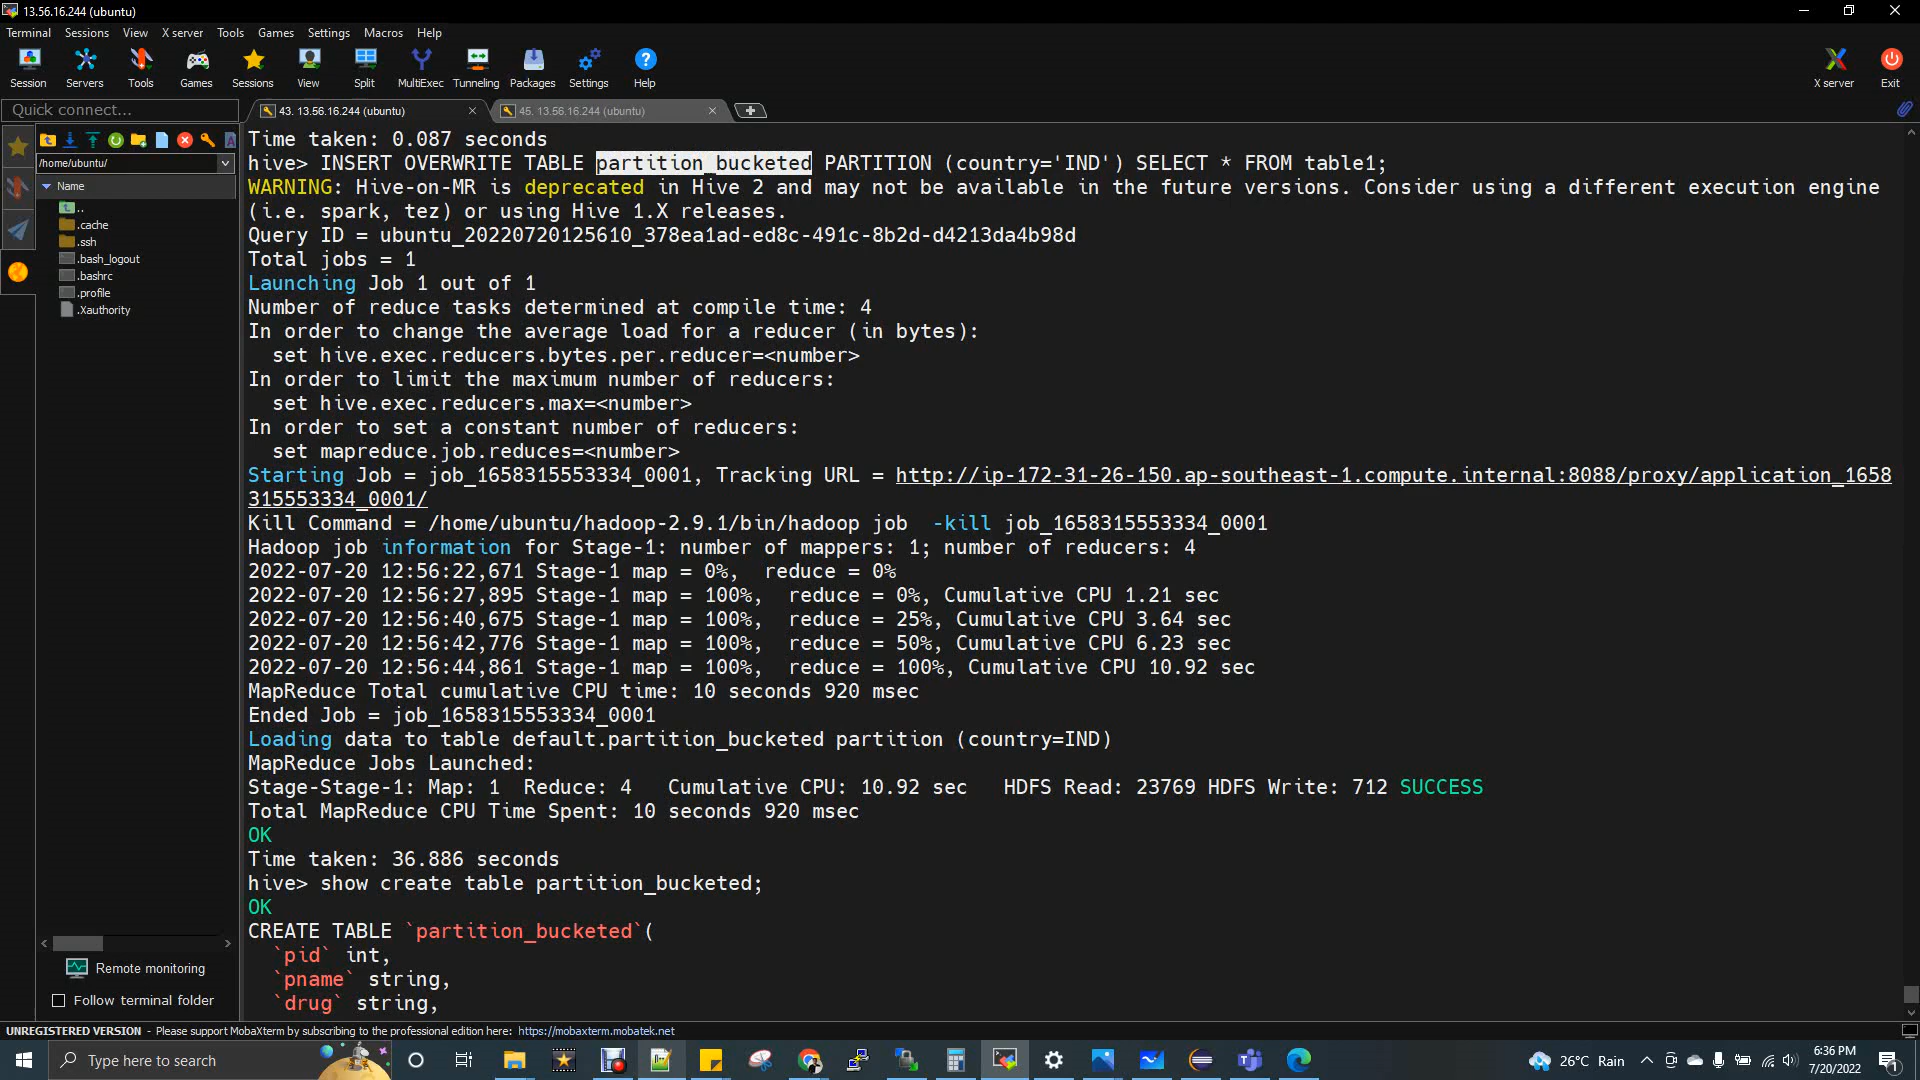 13.56.16.244 (ubuntu)
Terminal Sessions View X server Tools Games Settings Macros Help
Session Servers Tools Games Sessions View Split MultiExec Tunneling Packages Settings Help X server Exit
Quick connect...
43. 13.56.16.244 (ubuntu)
45. 13.56.16.244 (ubuntu)
/home/ubuntu/
Name
..
.cache
.ssh
.bash_logout
.bashrc
.profile
.Xauthority
Remote monitoring
Follow terminal folder
Time taken: 0.087 seconds
hive> INSERT OVERWRITE TABLE partition_bucketed PARTITION (country='IND') SELECT * FROM table1;
WARNING: Hive-on-MR is deprecated in Hive 2 and may not be available in the future versions. Consider using a different execution engine
(i.e. spark, tez) or using Hive 1.X releases.
Query ID = ubuntu_20220720125610_378ea1ad-ed8c-491c-8b2d-d4213da4b98d
Total jobs = 1
Launching Job 1 out of 1
Number of reduce tasks determined at compile time: 4
In order to change the average load for a reducer (in bytes):
  set hive.exec.reducers.bytes.per.reducer=<number>
In order to limit the maximum number of reducers:
  set hive.exec.reducers.max=<number>
In order to set a constant number of reducers:
  set mapreduce.job.reduces=<number>
Starting Job = job_1658315553334_0001, Tracking URL = http://ip-172-31-26-150.ap-southeast-1.compute.internal:8088/proxy/application_1658
315553334_0001/
Kill Command = /home/ubuntu/hadoop-2.9.1/bin/hadoop job  -kill job_1658315553334_0001
Hadoop job information for Stage-1: number of mappers: 1; number of reducers: 4
2022-07-20 12:56:22,671 Stage-1 map = 0%,  reduce = 0%
2022-07-20 12:56:27,895 Stage-1 map = 100%,  reduce = 0%, Cumulative CPU 1.21 sec
2022-07-20 12:56:40,675 Stage-1 map = 100%,  reduce = 25%, Cumulative CPU 3.64 sec
2022-07-20 12:56:42,776 Stage-1 map = 100%,  reduce = 50%, Cumulative CPU 6.23 sec
2022-07-20 12:56:44,861 Stage-1 map = 100%,  reduce = 100%, Cumulative CPU 10.92 sec
MapReduce Total cumulative CPU time: 10 seconds 920 msec
Ended Job = job_1658315553334_0001
Loading data to table default.partition_bucketed partition (country=IND)
MapReduce Jobs Launched:
Stage-Stage-1: Map: 1  Reduce: 4   Cumulative CPU: 10.92 sec   HDFS Read: 23769 HDFS Write: 712 SUCCESS
Total MapReduce CPU Time Spent: 10 seconds 920 msec
OK
Time taken: 36.886 seconds
hive> show create table partition_bucketed;
OK
CREATE TABLE `partition_bucketed`(
  `pid` int,
  `pname` string,
  `drug` string,
UNREGISTERED VERSION - Please support MobaXterm by subscribing to the professional edition here: https://mobaxterm.mobatek.net
Type here to search
26°C Rain
6:36 PM
7/20/2022
1